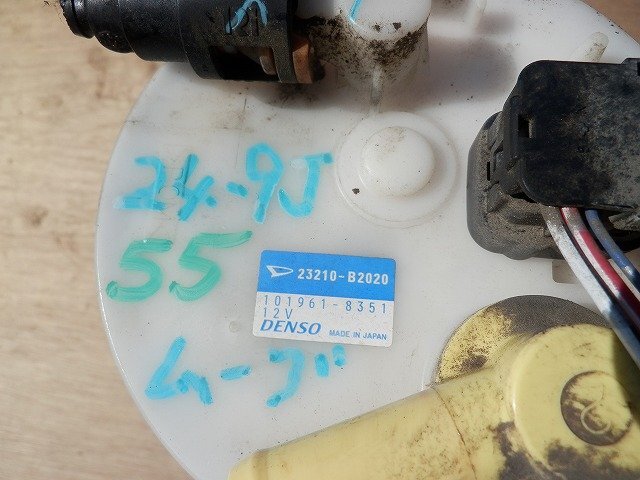 24.-9J
55
23210-B2020
101961-8351
12V
DENSO MADE IN JAPAN
ムーブ